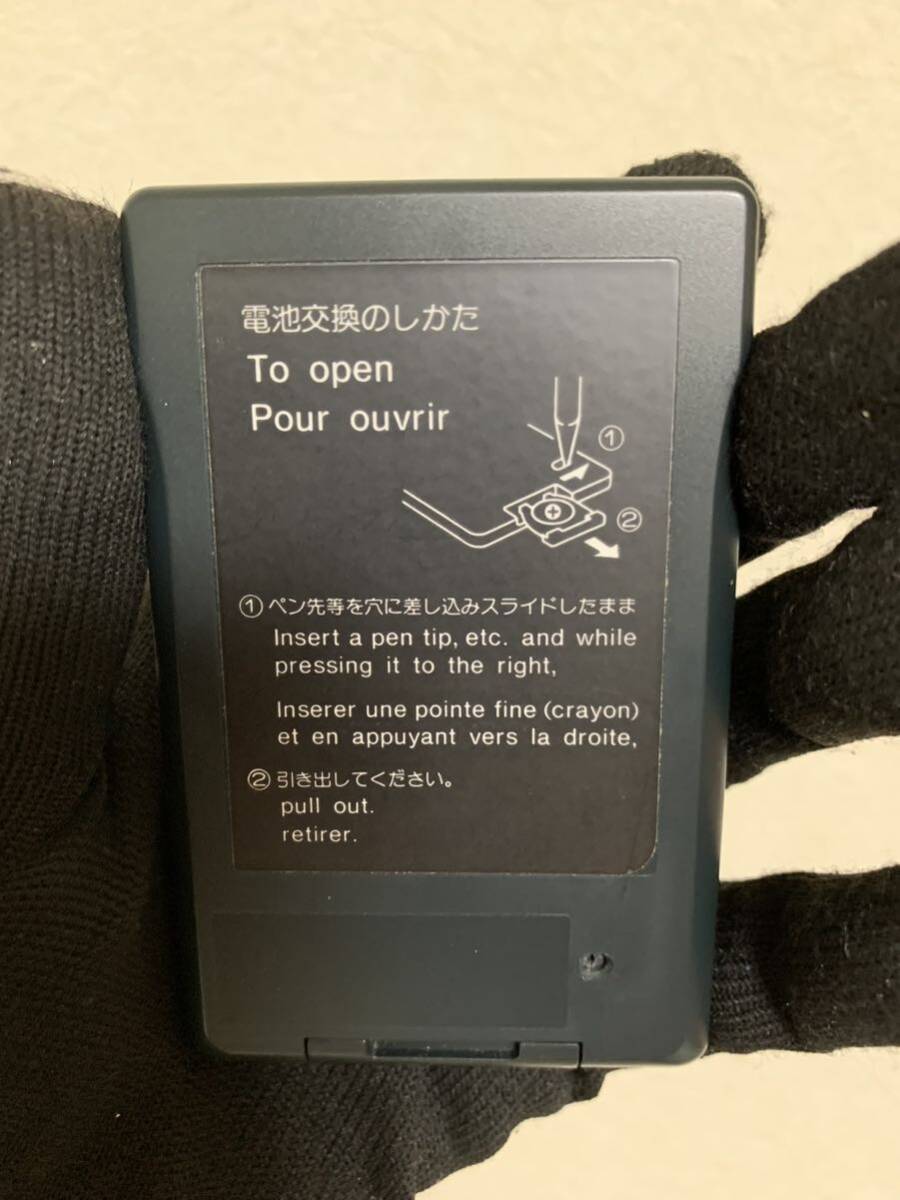 電池交換のしかた
To open
Pour ouvrir
①
②
①ペン先等を穴に差し込みスライドしたまま
Insert a pen tip, etc. and while
pressing it to the right,
Inserer une pointe fine (crayon)
et en appuyant vers la droite,
②引き出してください。
pull out.
retirer.